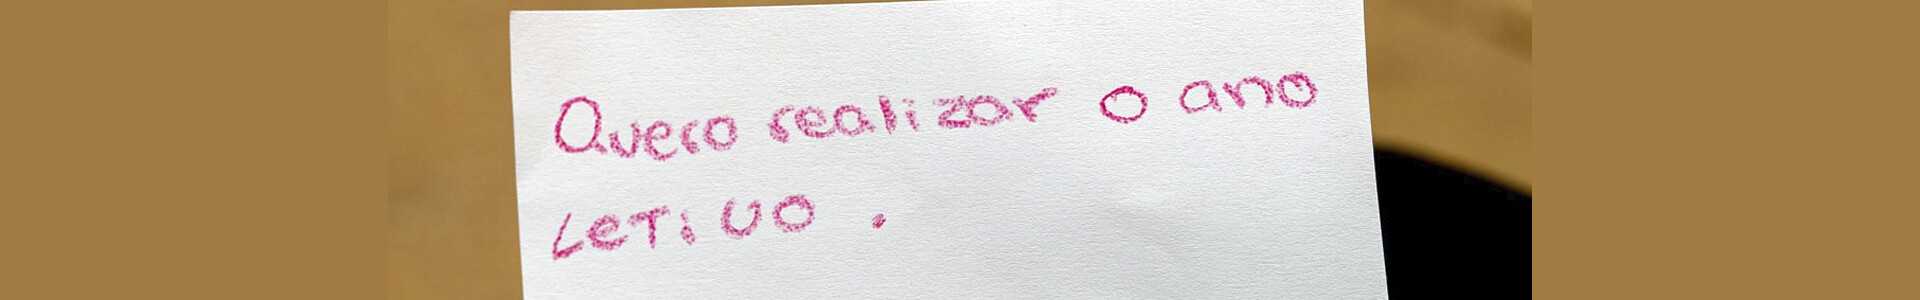 Quero realizar o ano
LeTiVO .